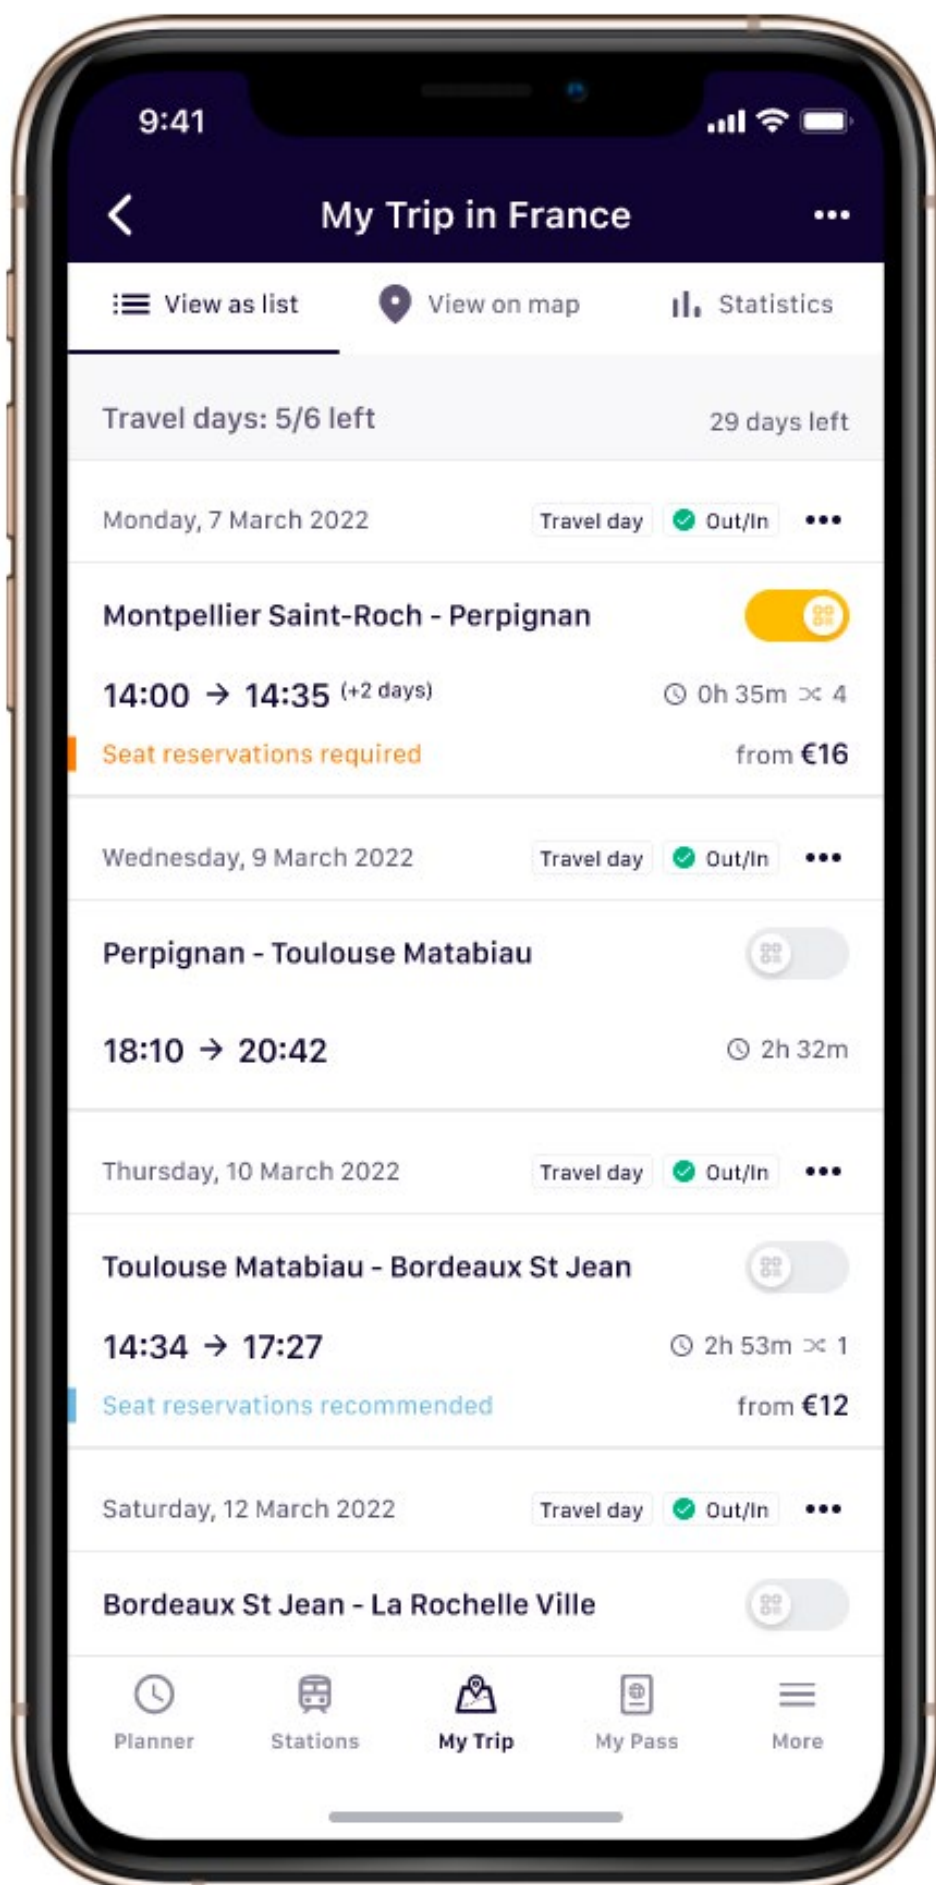 9:41
My Trip in France
View as list View on map Statistics
Travel days: 5/6 left 29 days left
Monday, 7 March 2022 Travel day Out/In
Montpellier Saint-Roch - Perpignan
14:00 → 14:35 (+2 days) 0h 35m 4
Seat reservations required from €16
Wednesday, 9 March 2022 Travel day Out/In
Perpignan - Toulouse Matabiau
18:10 → 20:42 2h 32m
Thursday, 10 March 2022 Travel day Out/In
Toulouse Matabiau - Bordeaux St Jean
14:34 → 17:27 2h 53m 1
Seat reservations recommended from €12
Saturday, 12 March 2022 Travel day Out/In
Bordeaux St Jean - La Rochelle Ville
Planner Stations My Trip My Pass More